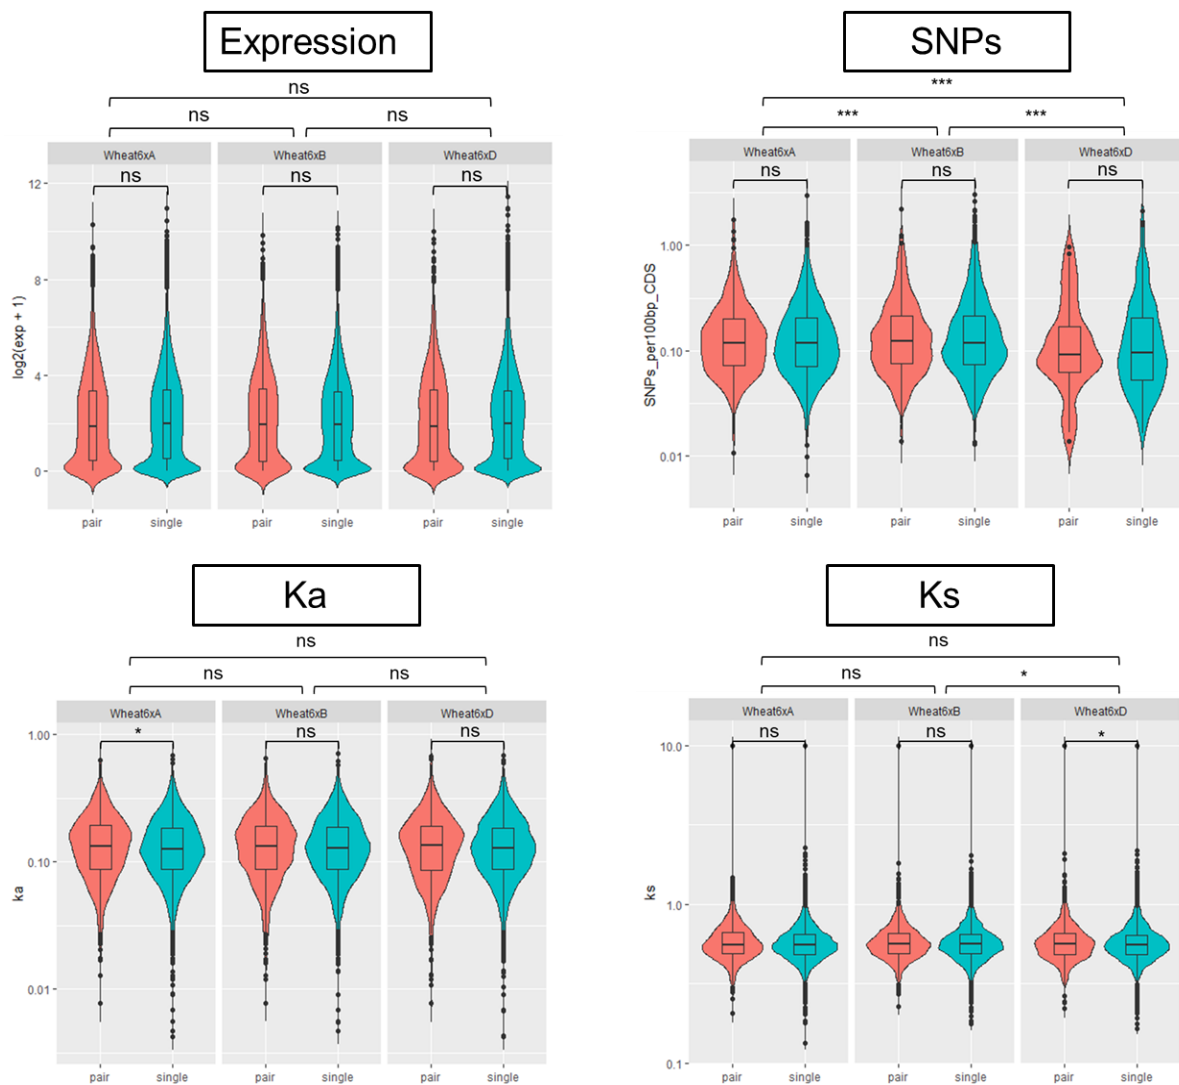 Expression
ns
ns ns
Wheat6xA Wheat6xB Wheat6xD
ns ns ns
12
8
4
0
log2(exp + 1)
pair single pair single pair single
SNPs
***
*** ***
Wheat6xA Wheat6xB Wheat6xD
ns ns ns
1.00
0.10
0.01
SNPs_per100bp_CDS
pair single pair single pair single
Ka
ns
ns ns
Wheat6xA Wheat6xB Wheat6xD
* ns ns
1.00
0.10
0.01
ka
pair single pair single pair single
Ks
ns
ns *
Wheat6xA Wheat6xB Wheat6xD
ns ns *
10.0
1.0
0.1
ks
pair single pair single pair single